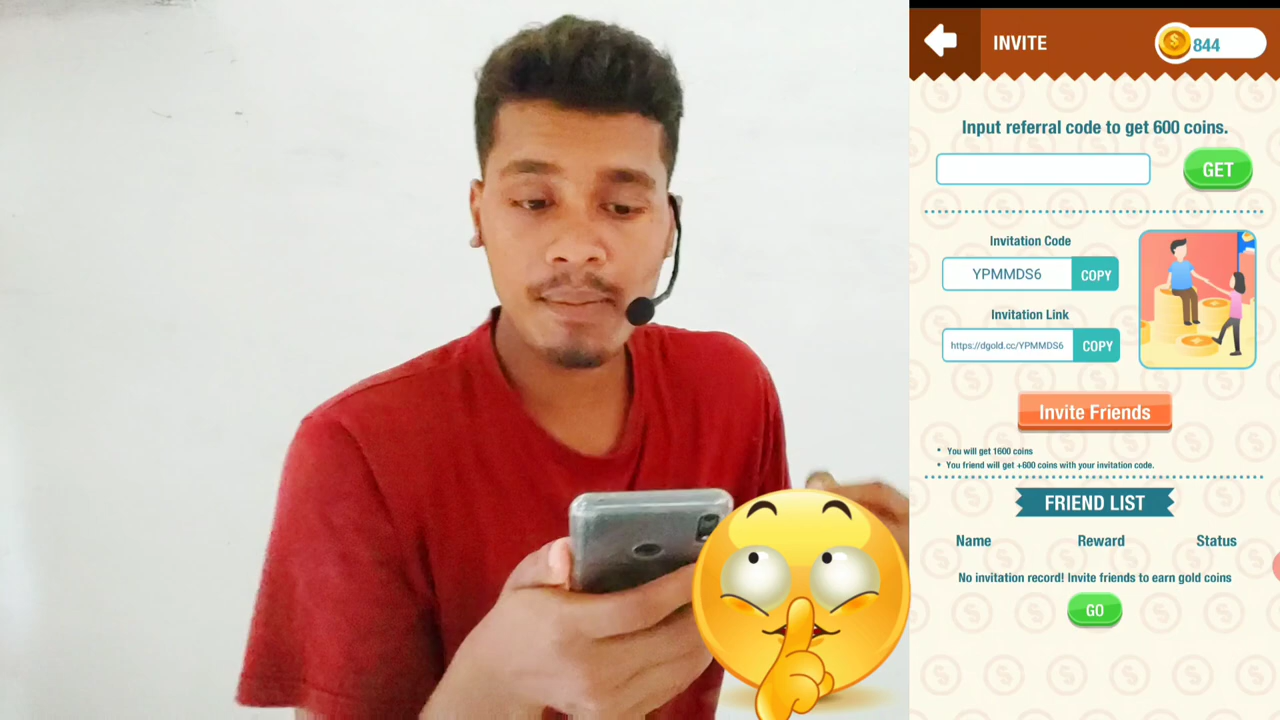 INVITE
844
Input referral code to get 600 coins.
GET
Invitation Code
YPMMDS6
COPY
Invitation Link
https://dgold.cc/YPMMDS6
COPY
Invite Friends
• You will get 1600 coins
• You friend will get +600 coins with your invitation code.
FRIEND LIST
Name Reward Status
No invitation record! Invite friends to earn gold coins
GO